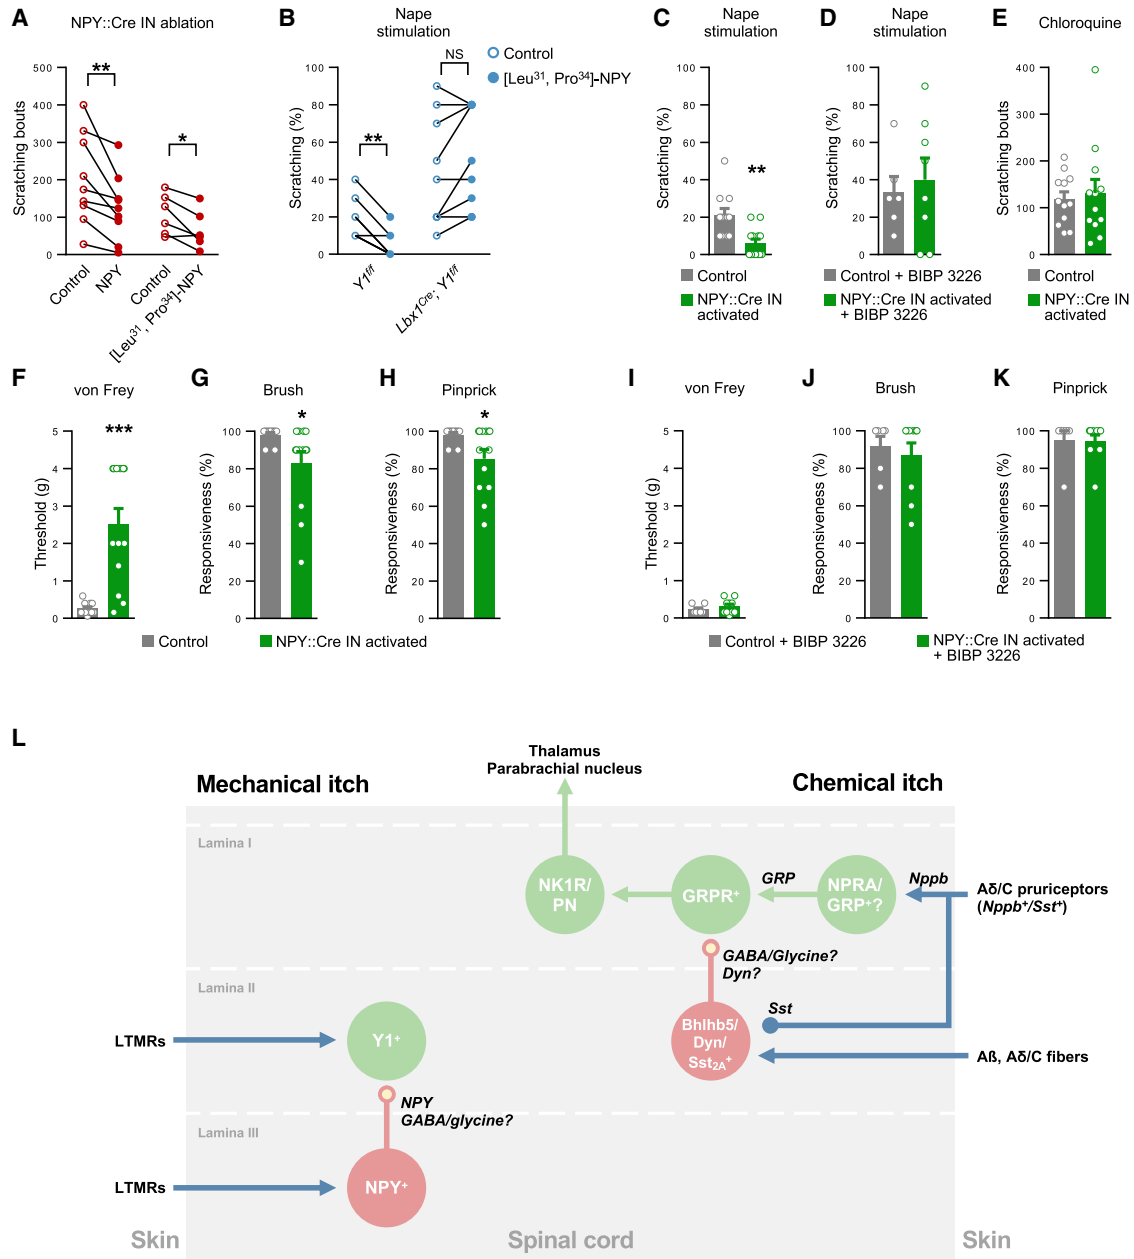 A
NPY::Cre IN ablation
Scratching bouts
500
400
300
200
100
0
**
*
Control
NPY
Control
[Leu31, Pro34]-NPY
B
Nape
stimulation
Control
[Leu31, Pro34]-NPY
Scratching (%)
100
80
60
40
20
0
**
NS
Y1f/f
Lbx1Cre; Y1f/f
C
Nape
stimulation
Scratching (%)
100
80
60
40
20
0
**
Control
NPY::Cre IN
activated
D
Nape
stimulation
Scratching (%)
100
80
60
40
20
0
Control + BIBP 3226
NPY::Cre IN activated
+ BIBP 3226
E
Chloroquine
Scratching bouts
400
300
200
100
0
Control
NPY::Cre IN
activated
F
von Frey
Threshold (g)
5
4
3
2
1
0
***
G
Brush
Responsiveness (%)
100
80
60
40
20
0
*
H
Pinprick
Responsiveness (%)
100
80
60
40
20
0
*
Control
NPY::Cre IN activated
I
von Frey
Threshold (g)
5
4
3
2
1
0
J
Brush
Responsiveness (%)
100
80
60
40
20
0
K
Pinprick
Responsiveness (%)
100
80
60
40
20
0
Control + BIBP 3226
NPY::Cre IN activated
+ BIBP 3226
L
Thalamus
Parabrachial nucleus
Mechanical itch
Chemical itch
Lamina I
NK1R/
PN
GRPR+
GRP
NPRA/
GRP+?
Nppb
Aδ/C pruriceptors
(Nppb+/Sst+)
GABA/Glycine?
Dyn?
Lamina II
LTMRs
Y1+
Bhlhb5/
Dyn/
Sst2A+
Sst
Aß, Aδ/C fibers
NPY
GABA/glycine?
Lamina III
LTMRs
NPY+
Skin
Spinal cord
Skin